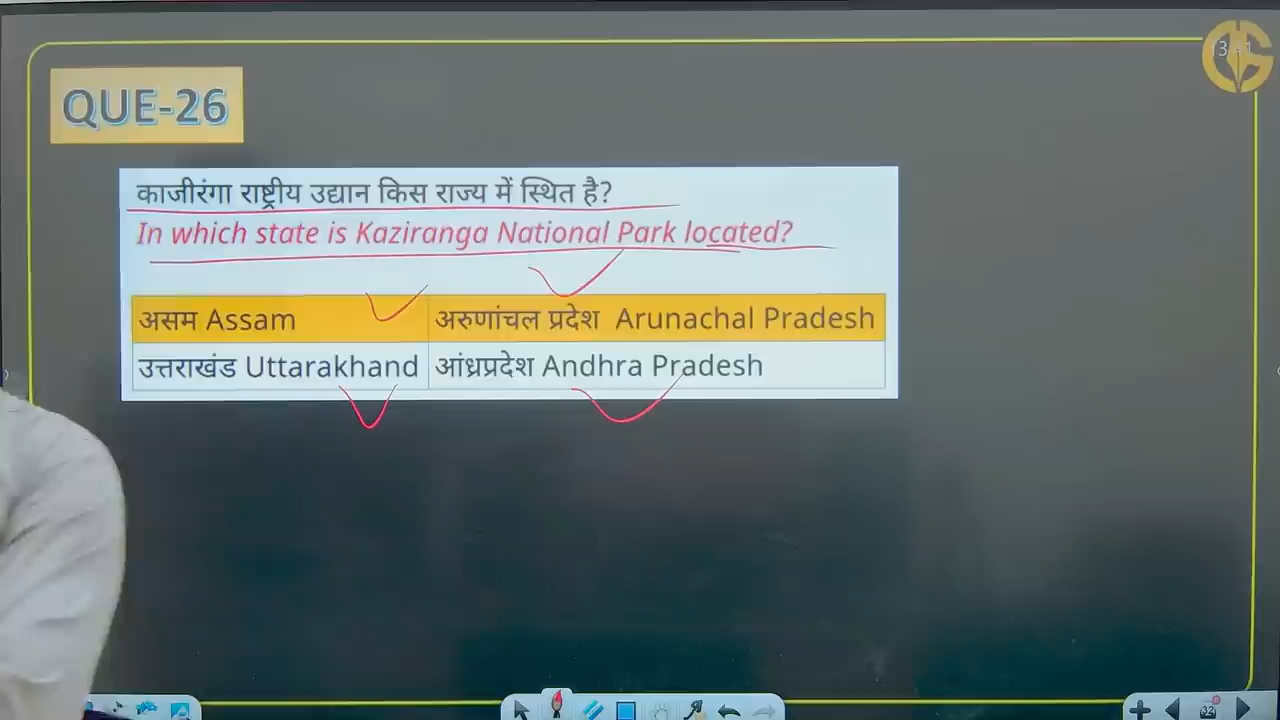 QUE-26
काजीरंगा राष्ट्रीय उद्यान किस राज्य में स्थित है?
In which state is Kaziranga National Park located?
असम Assam
अरुणांचल प्रदेश Arunachal Pradesh
उत्तराखंड Uttarakhand
आंध्रप्रदेश Andhra Pradesh
32